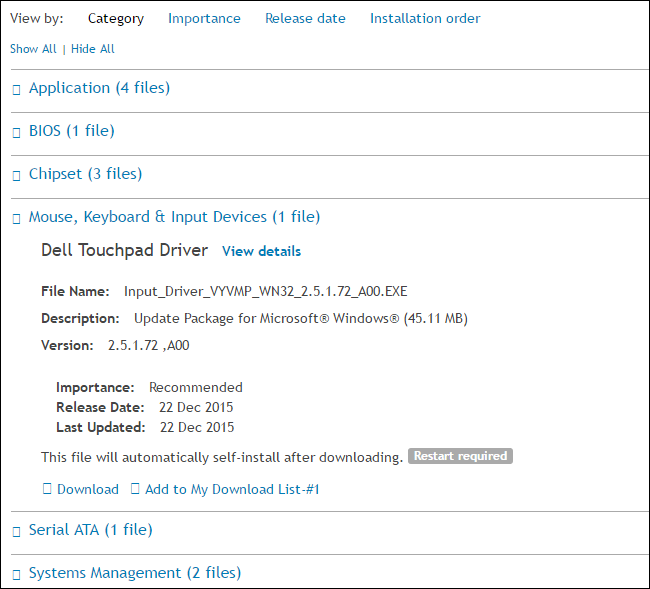 View by: Category Importance Release date Installation order
Show All | Hide All
Application (4 files)
BIOS (1 file)
Chipset (3 files)
Mouse, Keyboard & Input Devices (1 file)
Dell Touchpad Driver View details
File Name: Input_Driver_VYVMP_WN32_2.5.1.72_A00.EXE
Description: Update Package for Microsoft® Windows® (45.11 MB)
Version: 2.5.1.72 ,A00
Importance: Recommended
Release Date: 22 Dec 2015
Last Updated: 22 Dec 2015
This file will automatically self-install after downloading. Restart required
Download Add to My Download List-#1
Serial ATA (1 file)
Systems Management (2 files)